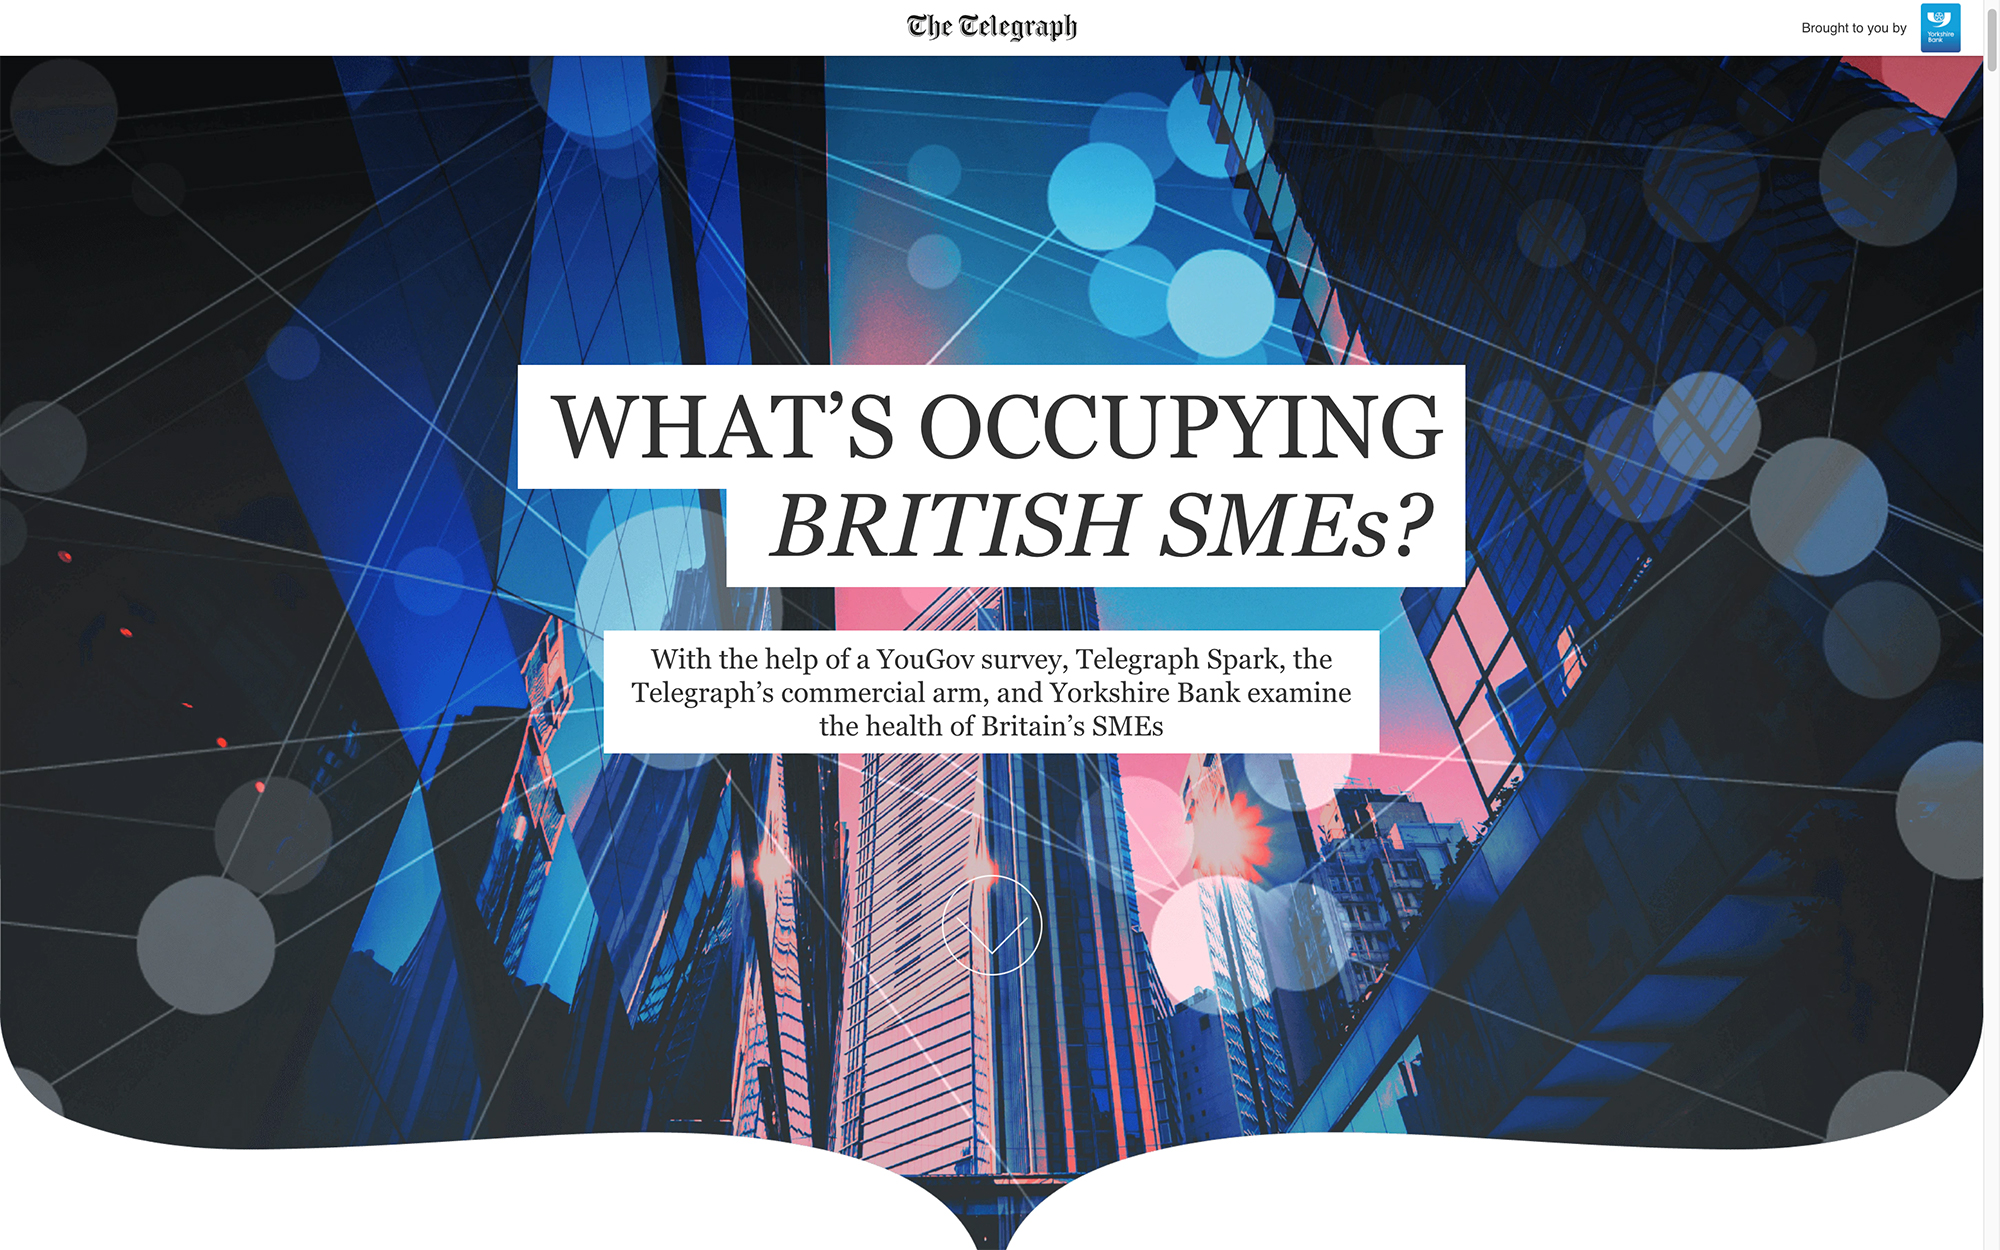 The Telegraph
Brought to you by
Yorkshire
Bank
WHAT’S OCCUPYING
BRITISH SMEs?
With the help of a YouGov survey, Telegraph Spark, the
Telegraph’s commercial arm, and Yorkshire Bank examine
the health of Britain’s SMEs